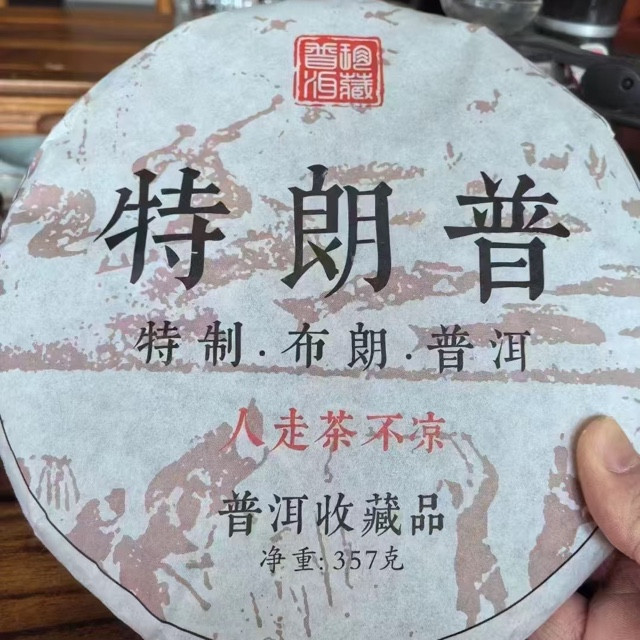 珍藏
普洱
特朗普
特制·布朗·普洱
人走茶不凉
普洱收藏品
净重:357克